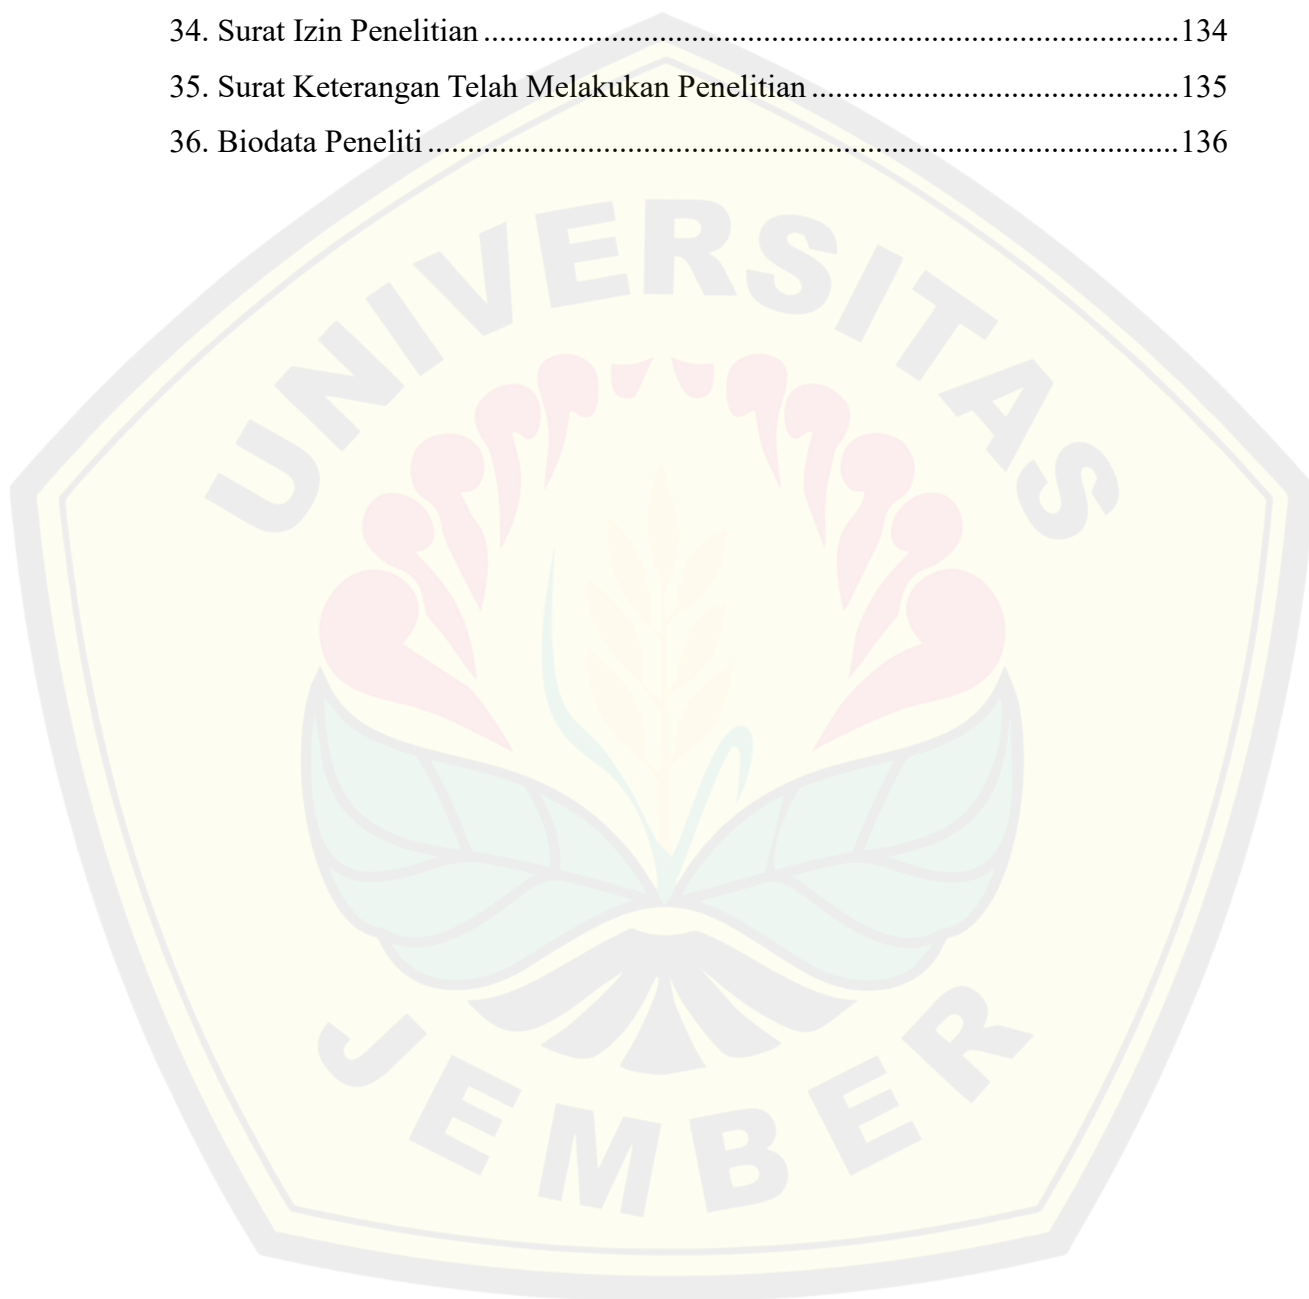 34. Surat Izin Penelitian ..........................................................................................134
35. Surat Keterangan Telah Melakukan Penelitian ...............................................135
36. Biodata Peneliti .................................................................................................136
UNIVERSITAS
JEMBER